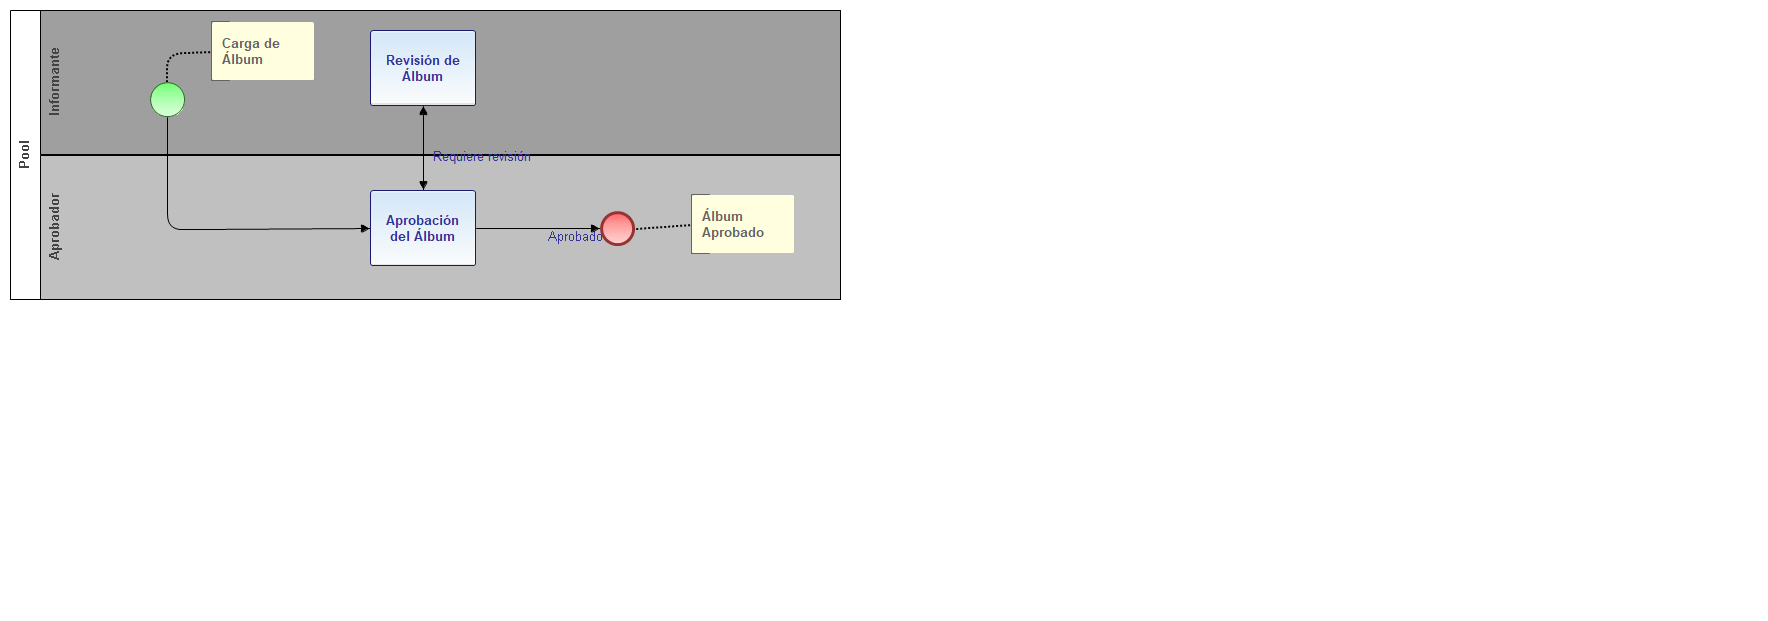 Pool
Informante
Carga de
Álbum
Revisión de
Álbum
Requiere revisión
Aprobador
Aprobación
del Álbum
Aprobado
Álbum
Aprobado